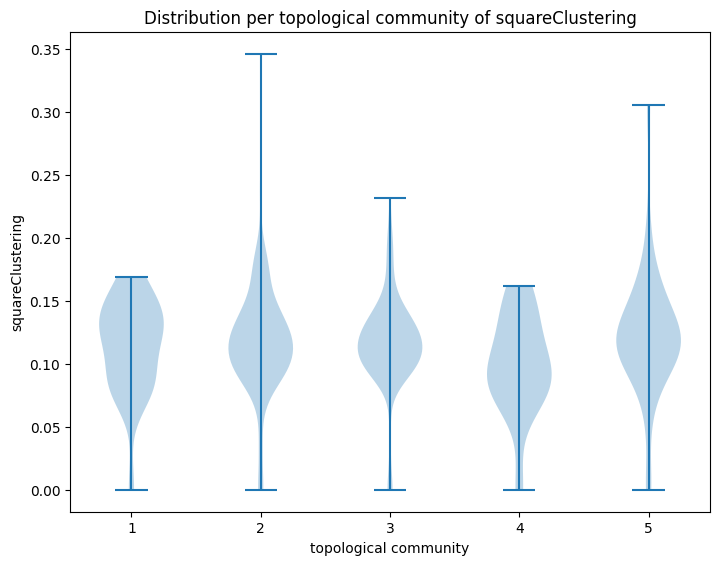 Distribution per topological community of squareClustering
0.35
0.30
0.25
0.20
0.15
0.10
0.05
0.00
squareClustering
1 2 3 4 5
topological community